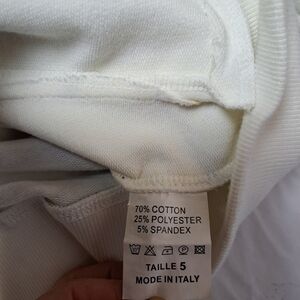 70% COTTON
25% POLYESTER
5% SPANDEX
TAILLE 5
MADE IN ITALY